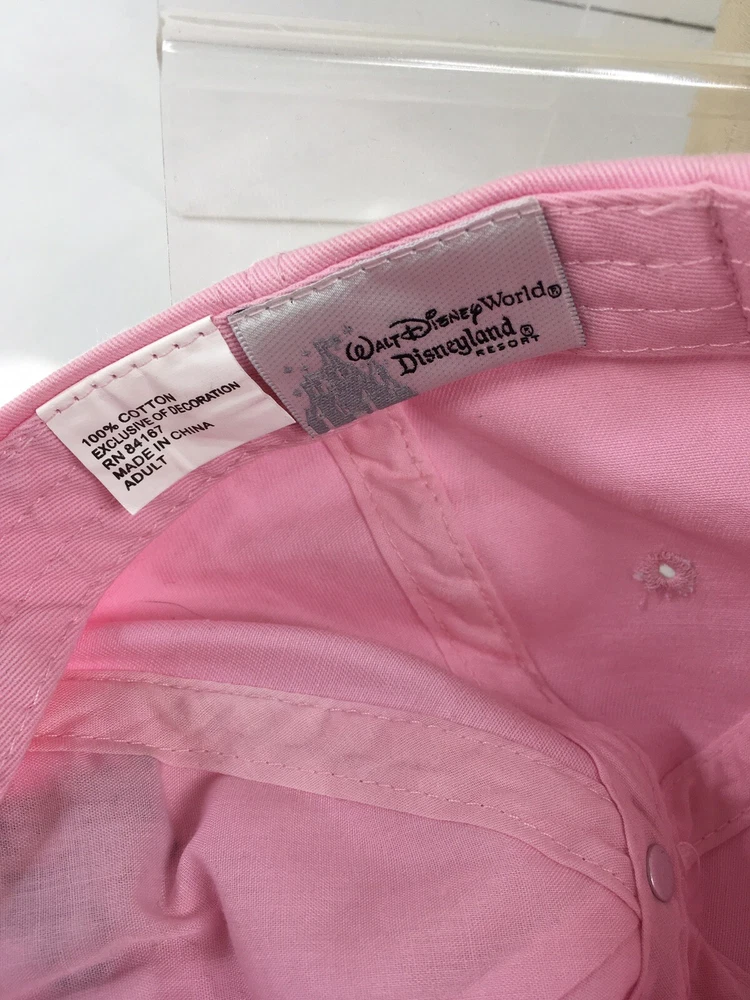 100% COTTON
EXCLUSIVE OF DECORATION
RN 84167
MADE IN CHINA
ADULT
WALT DISNEY World®
Disneyland®
RESORT